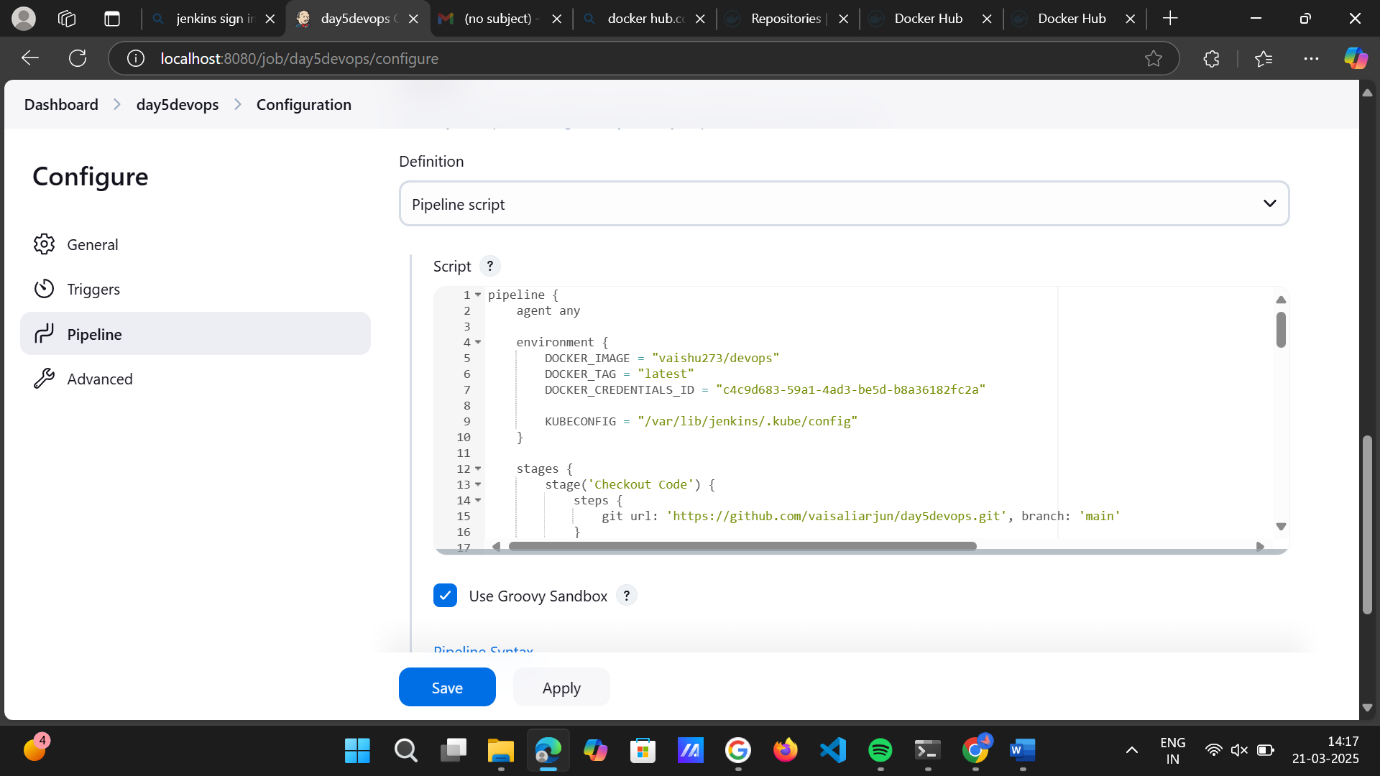 jenkins sign in
day5devops C
(no subject) -
docker hub.co
Repositories |
Docker Hub
Docker Hub
localhost:8080/job/day5devops/configure
Dashboard > day5devops > Configuration
Configure
General
Triggers
Pipeline
Advanced
Definition
Pipeline script
Script ?
1 pipeline {
2 agent any
3
4 environment {
5 DOCKER_IMAGE = "vaishu273/devops"
6 DOCKER_TAG = "latest"
7 DOCKER_CREDENTIALS_ID = "c4c9d683-59a1-4ad3-be5d-b8a36182fc2a"
8
9 KUBECONFIG = "/var/lib/jenkins/.kube/config"
10 }
11
12 stages {
13 stage('Checkout Code') {
14 steps {
15 git url: 'https://github.com/vaisaliarjun/day5devops.git', branch: 'main'
16 }
17
Use Groovy Sandbox ?
Pipeline Syntax
Save
Apply
4
ENG
IN
14:17
21-03-2025